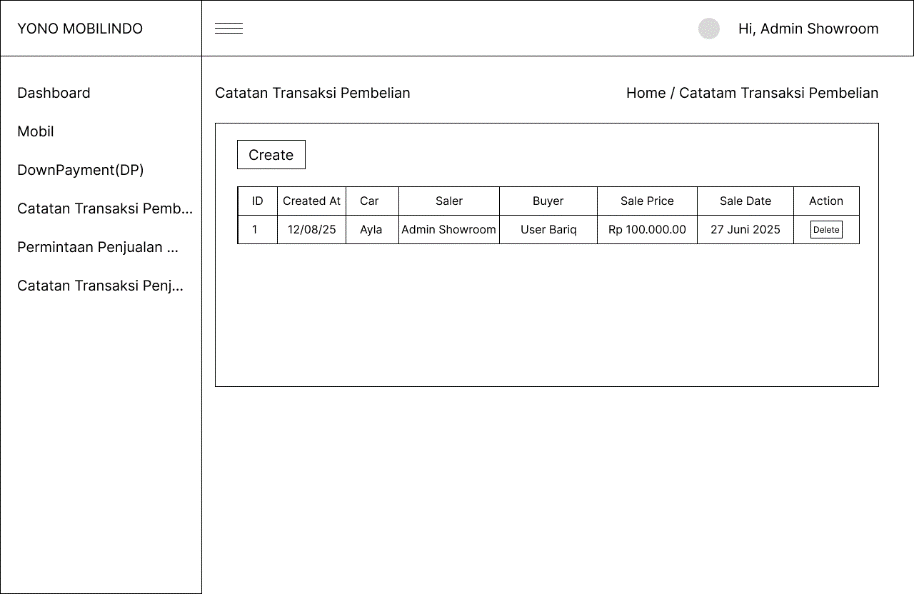 YONO MOBILINDO
Hi, Admin Showroom
Dashboard
Mobil
DownPayment(DP)
Catatan Transaksi Pemb...
Permintaan Penjualan ...
Catatan Transaksi Penj...
Catatan Transaksi Pembelian
Home / Catatam Transaksi Pembelian
Create
ID Created At Car Saler Buyer Sale Price Sale Date Action
1 12/08/25 Ayla Admin Showroom User Bariq Rp 100.000.00 27 Juni 2025 Delete